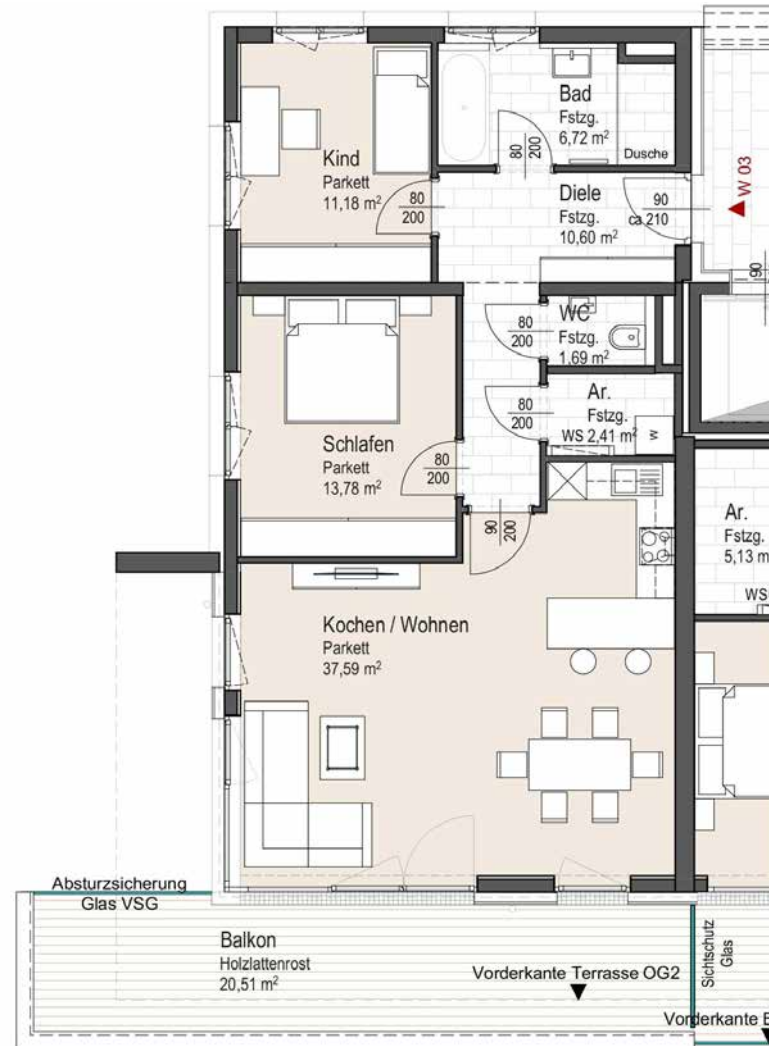 Bad
Fstzg.
6,72 m²
Dusche
80
200
Kind
Parkett
11,18 m²
80
200
Diele
Fstzg.
10,60 m²
90
ca 210
W 03
90
WC
Fstzg.
1,69 m²
80
200
Ar.
Fstzg.
WS 2,41 m²
W
80
200
Schlafen
Parkett
13,78 m²
80
200
90
200
Ar.
Fstzg.
5,13 m
WS
Kochen / Wohnen
Parkett
37,59 m²
Absturzsicherung
Glas VSG
Balkon
Holzlattenrost
20,51 m²
Vorderkante Terrasse OG2
Sichtschutz
Glas
Vorderkante